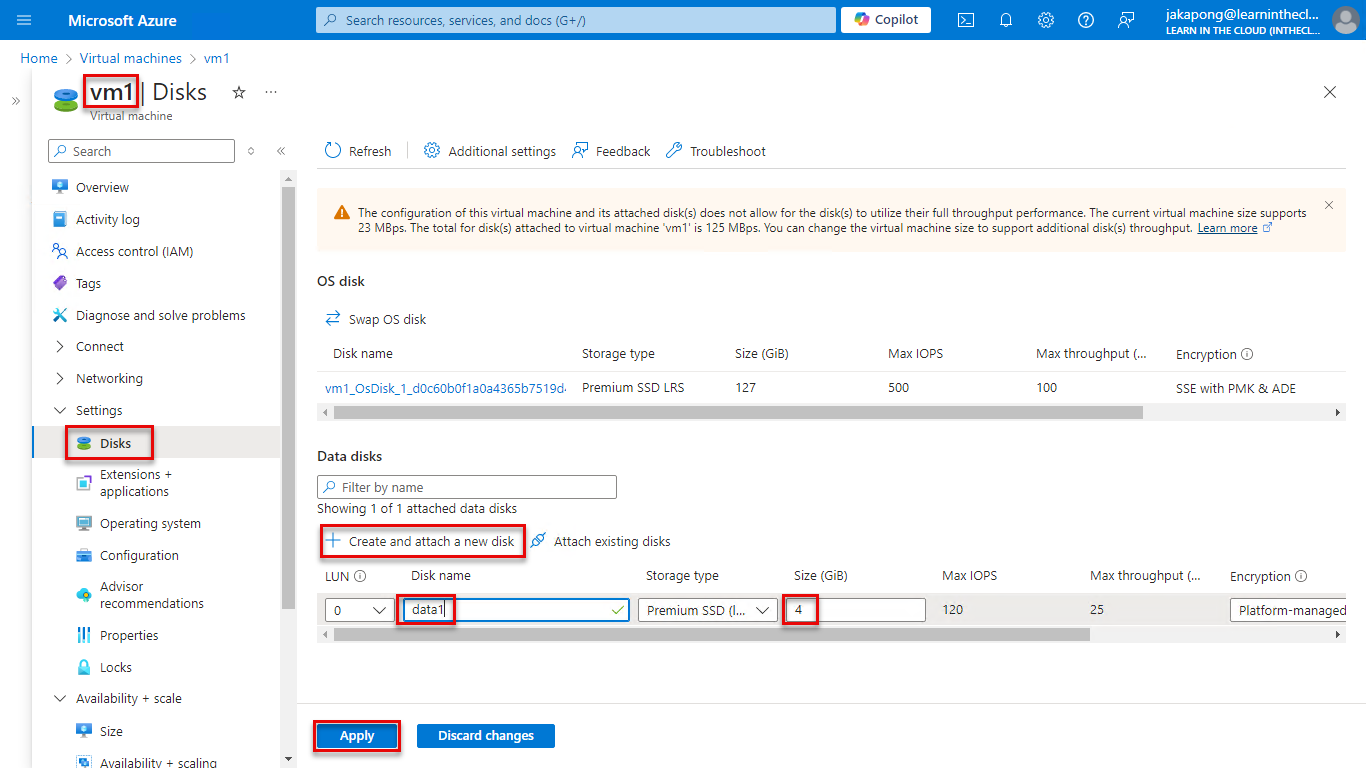 Microsoft Azure
Search resources, services, and docs (G+/)
Copilot
jakapong@learninthecl...
LEARN IN THE CLOUD (INTHECL...
Home > Virtual machines > vm1
vm1 | Disks
Virtual machine
Search
Overview
Activity log
Access control (IAM)
Tags
Diagnose and solve problems
Connect
Networking
Settings
Disks
Extensions +
applications
Operating system
Configuration
Advisor
recommendations
Properties
Locks
Availability + scale
Size
Availability + scaling
Refresh
Additional settings
Feedback
Troubleshoot
The configuration of this virtual machine and its attached disk(s) does not allow for the disk(s) to utilize their full throughput performance. The current virtual machine size supports
23 MBps. The total for disk(s) attached to virtual machine 'vm1' is 125 MBps. You can change the virtual machine size to support additional disk(s) throughput. Learn more
OS disk
Swap OS disk
Disk name Storage type Size (GiB) Max IOPS Max throughput (... Encryption
vm1_OsDisk_1_d0c60b0f1a0a4365b7519d Premium SSD LRS 127 500 100 SSE with PMK & ADE
Data disks
Filter by name
Showing 1 of 1 attached data disks
Create and attach a new disk
Attach existing disks
LUN Disk name Storage type Size (GiB) Max IOPS Max throughput (... Encryption
0 data1 Premium SSD (l... 4 120 25 Platform-managed
Apply
Discard changes